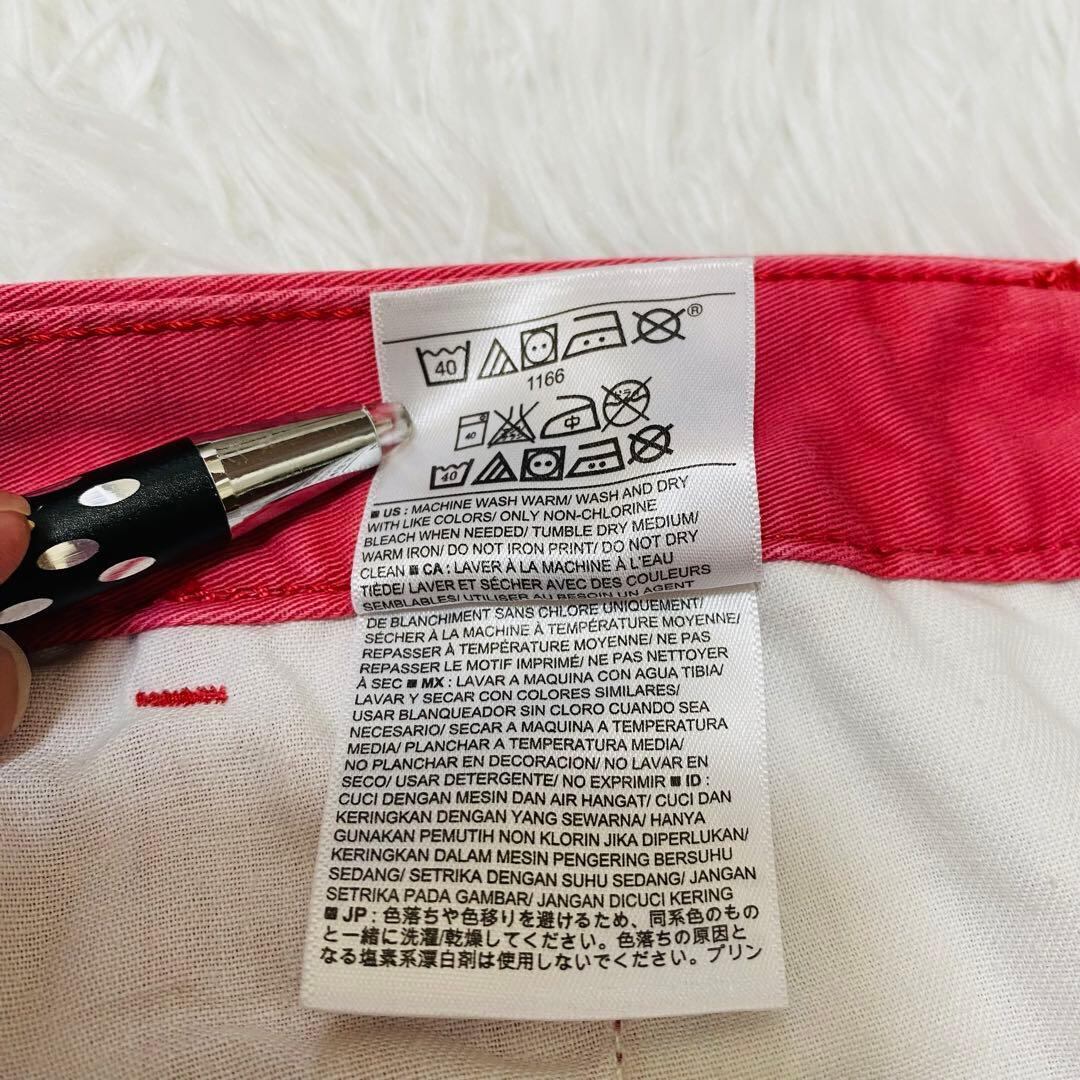 40 ®
1166
40 中 ドライ
40
■ US : MACHINE WASH WARM/ WASH AND DRY
WITH LIKE COLORS/ ONLY NON-CHLORINE
BLEACH WHEN NEEDED/ TUMBLE DRY MEDIUM/
WARM IRON/ DO NOT IRON PRINT/ DO NOT DRY
CLEAN ■ CA : LAVER À LA MACHINE À L'EAU
TIÈDE/ LAVER ET SÉCHER AVEC DES COULEURS
SEMBLABLES/ UTILISER AU BESOIN UN AGENT
DE BLANCHIMENT SANS CHLORE UNIQUEMENT/
SÉCHER À LA MACHINE À TEMPÉRATURE MOYENNE/
REPASSER À TEMPÉRATURE MOYENNE/ NE PAS
REPASSER LE MOTIF IMPRIMÉ/ NE PAS NETTOYER
À SEC ■ MX : LAVAR A MAQUINA CON AGUA TIBIA/
LAVAR Y SECAR CON COLORES SIMILARES/
USAR BLANQUEADOR SIN CLORO CUANDO SEA
NECESARIO/ SECAR A MAQUINA A TEMPERATURA
MEDIA/ PLANCHAR A TEMPERATURA MEDIA/
NO PLANCHAR EN DECORACION/ NO LAVAR EN
SECO/ USAR DETERGENTE/ NO EXPRIMIR ■ ID :
CUCI DENGAN MESIN DAN AIR HANGAT/ CUCI DAN
KERINGKAN DENGAN YANG SEWARNA/ HANYA
GUNAKAN PEMUTIH NON KLORIN JIKA DIPERLUKAN/
KERINGKAN DALAM MESIN PENGERING BERSUHU
SEDANG/ SETRIKA DENGAN SUHU SEDANG/ JANGAN
SETRIKA PADA GAMBAR/ JANGAN DICUCI KERING
■ JP : 色落ちや色移りを避けるため、同系色のもの
と一緒に洗濯/乾燥してください。色落ちの原因と
なる塩素系漂白剤は使用しないでください。プリン